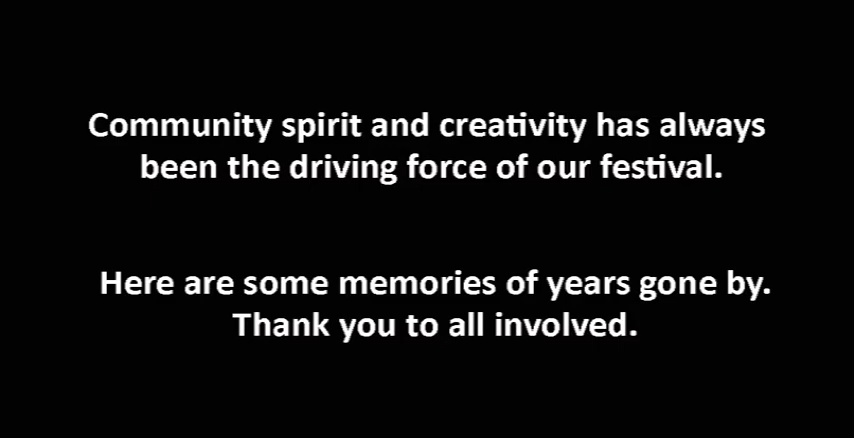 Community spirit and creativity has always
been the driving force of our festival.
Here are some memories of years gone by.
Thank you to all involved.